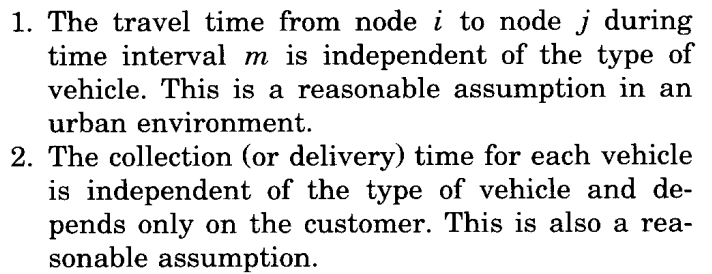 1. The travel time from node i to node j during
time interval m is independent of the type of
vehicle. This is a reasonable assumption in an
urban environment.
2. The collection (or delivery) time for each vehicle
is independent of the type of vehicle and de-
pends only on the customer. This is also a rea-
sonable assumption.